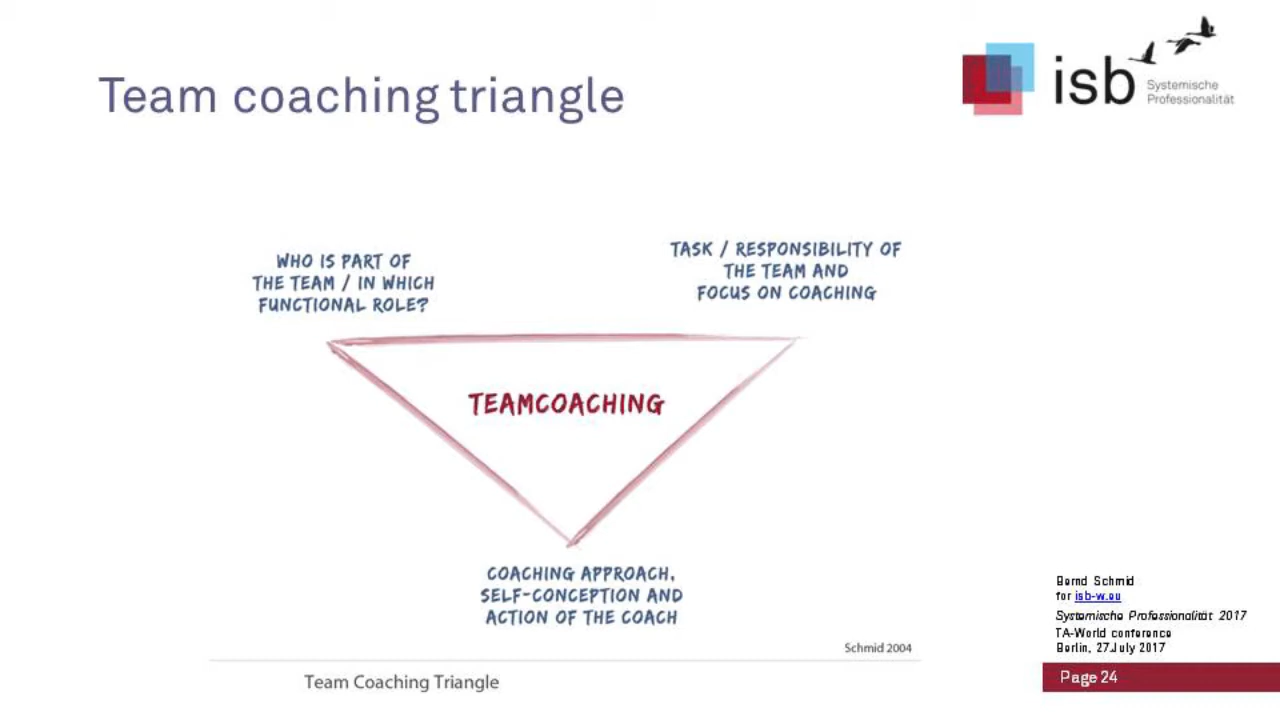 Team coaching triangle
isb
Systemische
Professionalität
WHO IS PART OF
THE TEAM / IN WHICH
FUNCTIONAL ROLE?
TASK / RESPONSIBILITY OF
THE TEAM AND
FOCUS ON COACHING
TEAMCOACHING
COACHING APPROACH,
SELF-CONCEPTION AND
ACTION OF THE COACH
Schmid 2004
Team Coaching Triangle
Bernd Schmid
for isb-w.eu
Systemische Professionalität 2017
TA-World conference
Berlin, 27.July 2017
Page 24